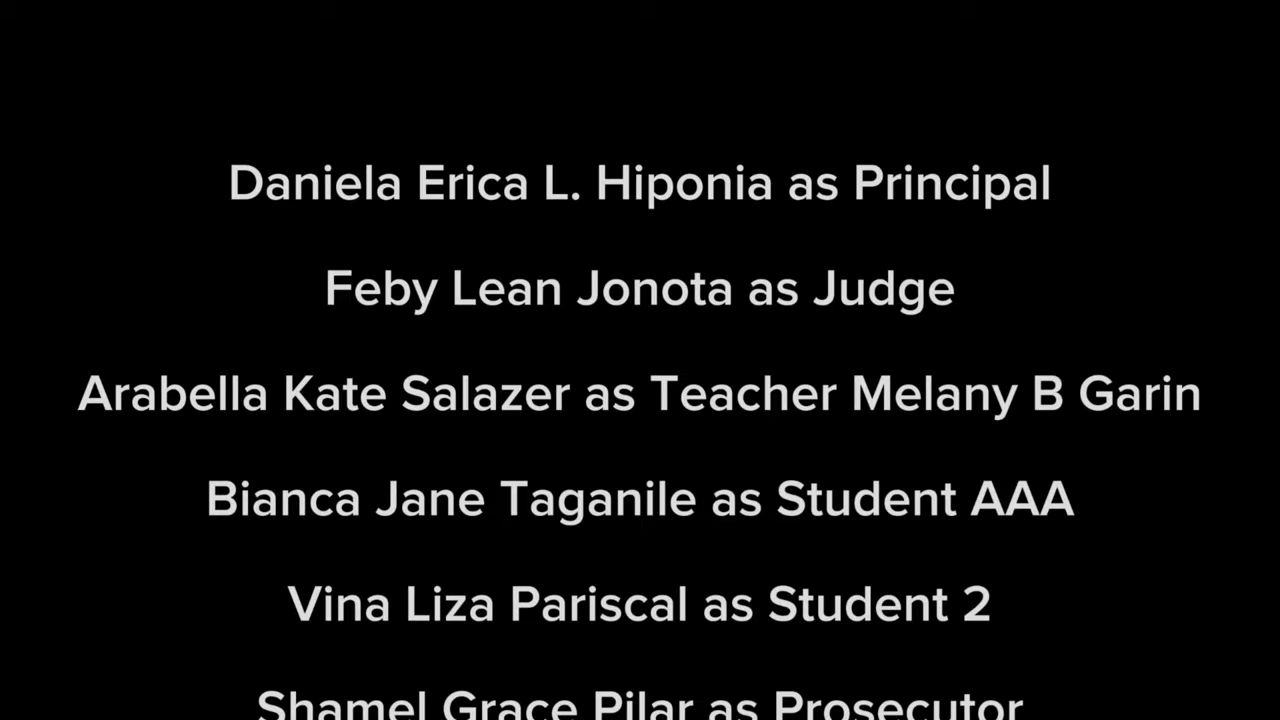 Daniela Erica L. Hiponia as Principal
Feby Lean Jonota as Judge
Arabella Kate Salazer as Teacher Melany B Garin
Bianca Jane Taganile as Student AAA
Vina Liza Pariscal as Student 2
Shamel Grace Pilar as Prosecutor